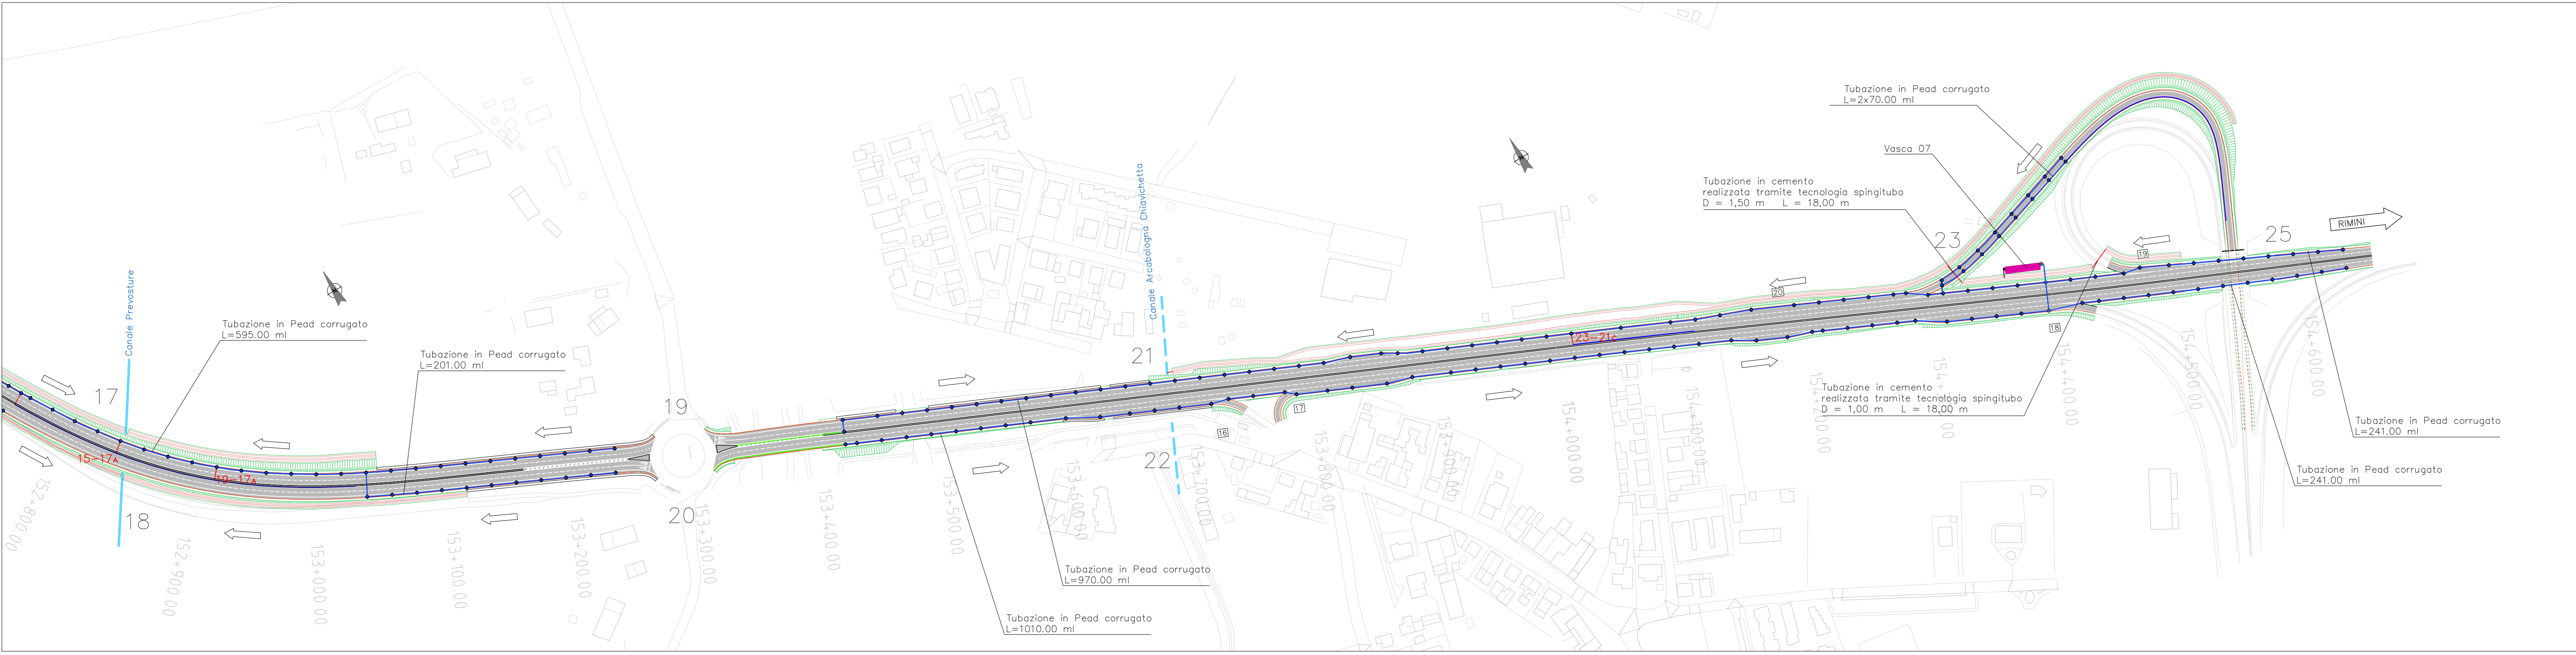 Tubazione in Pead corrugato
L=2x70.00 ml
Vasca 07
Tubazione in cemento
realizzata tramite tecnologia spingitubo
D = 1,50 m   L = 18,00 m
23
25
RIMINI
19
20
18
Canale Prevosture
Canale Arcabologna Chiavichetta
Tubazione in Pead corrugato
L=595.00 ml
Tubazione in Pead corrugato
L=201.00 ml
17
18
15-17A
19-17A
19
20
21
22
23-21c
16
17
Tubazione in cemento
realizzata tramite tecnologia spingitubo
D = 1,00 m   L = 18,00 m
Tubazione in Pead corrugato
L=241.00 ml
Tubazione in Pead corrugato
L=241.00 ml
Tubazione in Pead corrugato
L=970.00 ml
Tubazione in Pead corrugato
L=1010.00 ml
152+800.00
152+900.00
153+000.00
153+100.00
153+200.00
153+300.00
153+400.00
153+500.00
153+600.00
153+700.00
153+800.00
153+900.00
154+000.00
154+100.00
154+200.00
154+400.00
154+500.00
154+600.00